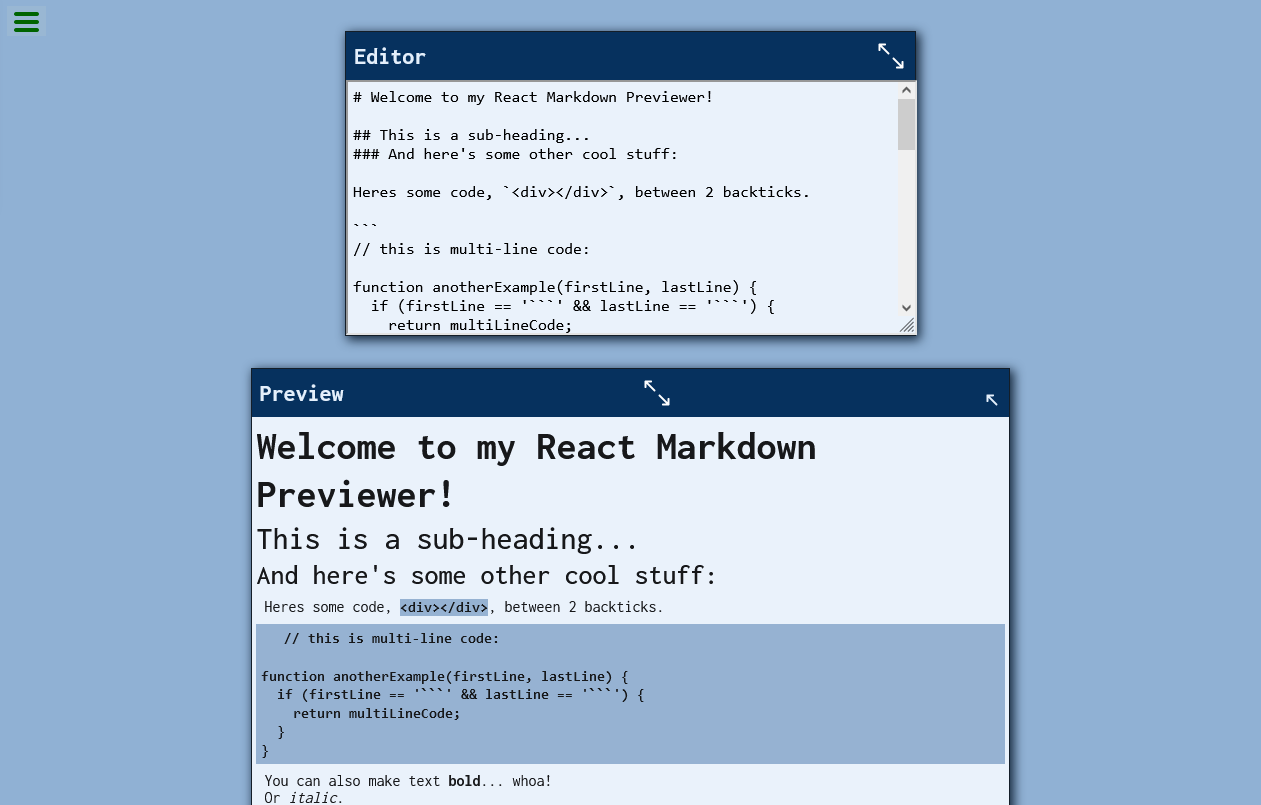 Editor
# Welcome to my React Markdown Previewer!
## This is a sub-heading...
### And here's some other cool stuff:
Heres some code, `<div></div>`, between 2 backticks.
```
// this is multi-line code:
function anotherExample(firstLine, lastLine) {
  if (firstLine == '```' && lastLine == '```') {
    return multiLineCode;
Preview
Welcome to my React Markdown
Previewer!
This is a sub-heading...
And here's some other cool stuff:
Heres some code, <div></div>, between 2 backticks.
// this is multi-line code:
function anotherExample(firstLine, lastLine) {
  if (firstLine == '```' && lastLine == '```') {
    return multiLineCode;
  }
}
You can also make text bold... whoa!
Or italic.